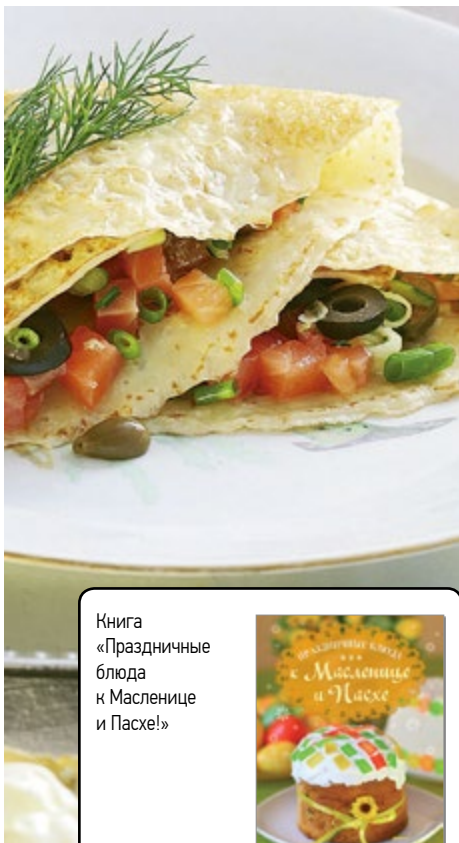 Книга
«Праздничные
блюда
к Масленице
и Пасхе!»
ПРАЗДНИЧНЫЕ БЛЮДА
к Масленице
и Пасхе